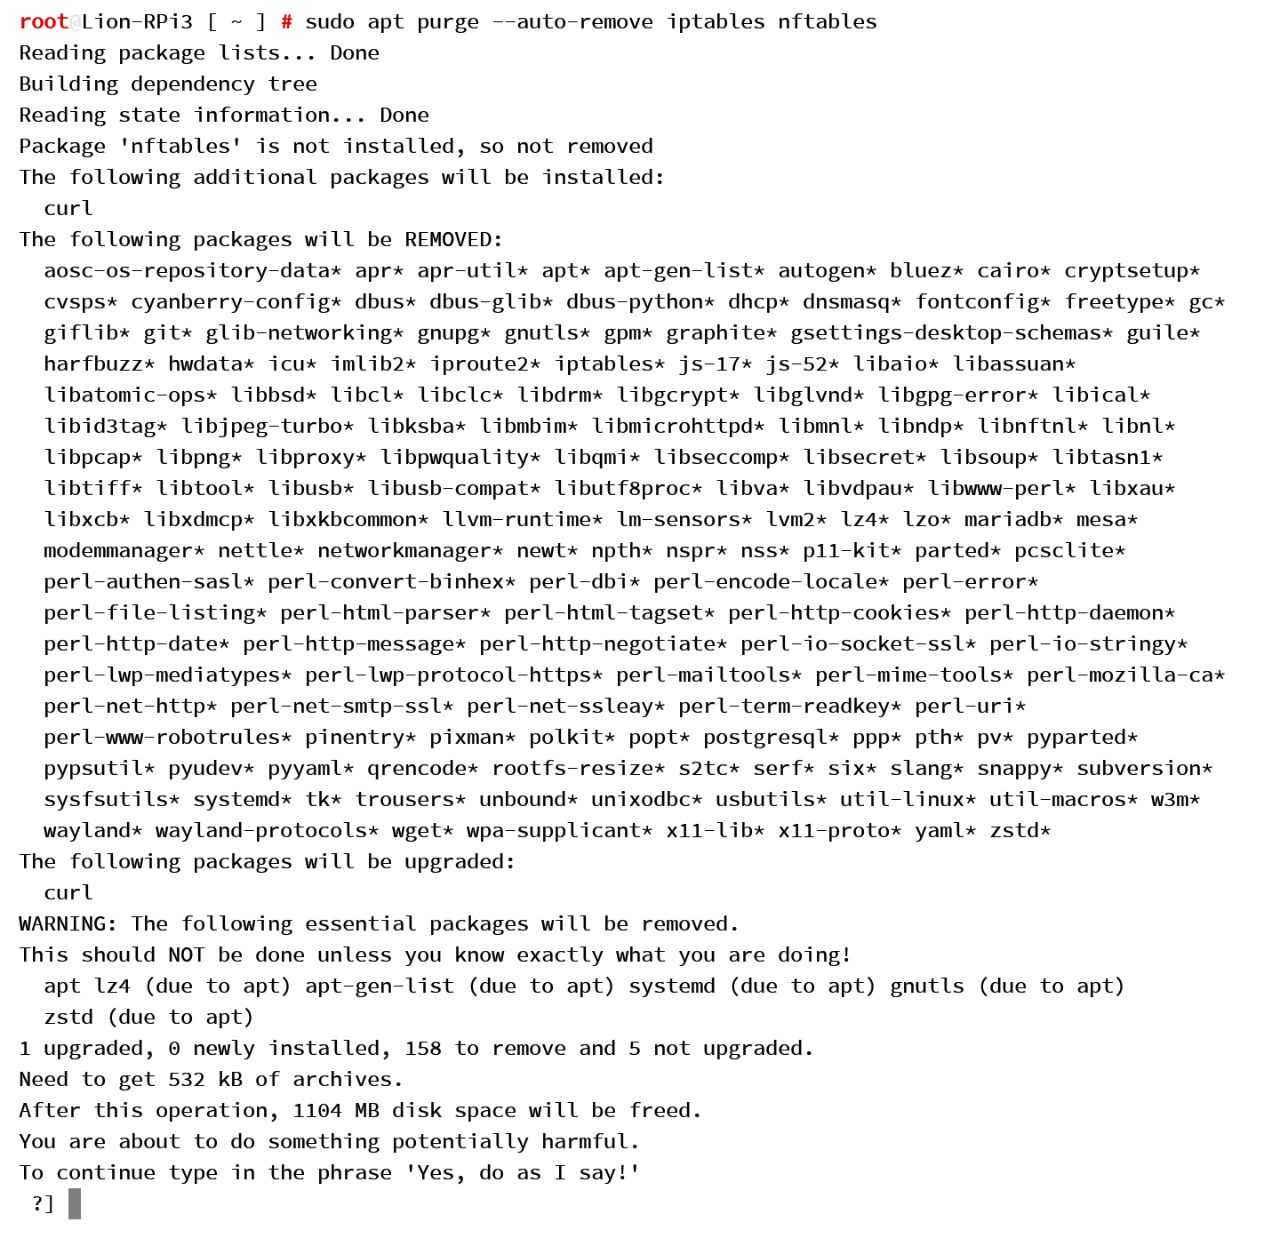 root@Lion-RPi3 [ ~ ] # sudo apt purge --auto-remove iptables nftables
Reading package lists... Done
Building dependency tree
Reading state information... Done
Package 'nftables' is not installed, so not removed
The following additional packages will be installed:
  curl
The following packages will be REMOVED:
  aosc-os-repository-data* apr* apr-util* apt* apt-gen-list* autogen* bluez* cairo* cryptsetup*
  cvsps* cyanberry-config* dbus* dbus-glib* dbus-python* dhcp* dnsmasq* fontconfig* freetype* gc*
  giflib* git* glib-networking* gnupg* gnutls* gpm* graphite* gsettings-desktop-schemas* guile*
  harfbuzz* hwdata* icu* imlib2* iproute2* iptables* js-17* js-52* libaio* libassuan*
  libatomic-ops* libbsd* libcl* libclc* libdrm* libgcrypt* libglvnd* libgpg-error* libical*
  libid3tag* libjpeg-turbo* libksba* libmbim* libmicrohttpd* libmnl* libndp* libnftnl* libnl*
  libpcap* libpng* libproxy* libpwquality* libqmi* libseccomp* libsecret* libsoup* libtasn1*
  libtiff* libtool* libusb* libusb-compat* libutf8proc* libva* libvdpau* libwww-perl* libxau*
  libxcb* libxdmcp* libxkbcommon* llvm-runtime* lm-sensors* lvm2* lz4* lzo* mariadb* mesa*
  modemmanager* nettle* networkmanager* newt* npth* nspr* nss* p11-kit* parted* pcsclite*
  perl-authen-sasl* perl-convert-binhex* perl-dbi* perl-encode-locale* perl-error*
  perl-file-listing* perl-html-parser* perl-html-tagset* perl-http-cookies* perl-http-daemon*
  perl-http-date* perl-http-message* perl-http-negotiate* perl-io-socket-ssl* perl-io-stringy*
  perl-lwp-mediatypes* perl-lwp-protocol-https* perl-mailtools* perl-mime-tools* perl-mozilla-ca*
  perl-net-http* perl-net-smtp-ssl* perl-net-ssleay* perl-term-readkey* perl-uri*
  perl-www-robotrules* pinentry* pixman* polkit* popt* postgresql* ppp* pth* pv* pyparted*
  pypsutil* pyudev* pyyaml* qrencode* rootfs-resize* s2tc* serf* six* slang* snappy* subversion*
  sysfsutils* systemd* tk* trousers* unbound* unixodbc* usbutils* util-linux* util-macros* w3m*
  wayland* wayland-protocols* wget* wpa-supplicant* x11-lib* x11-proto* yaml* zstd*
The following packages will be upgraded:
  curl
WARNING: The following essential packages will be removed.
This should NOT be done unless you know exactly what you are doing!
  apt lz4 (due to apt) apt-gen-list (due to apt) systemd (due to apt) gnutls (due to apt)
  zstd (due to apt)
1 upgraded, 0 newly installed, 158 to remove and 5 not upgraded.
Need to get 532 kB of archives.
After this operation, 1104 MB disk space will be freed.
You are about to do something potentially harmful.
To continue type in the phrase 'Yes, do as I say!'
 ?]